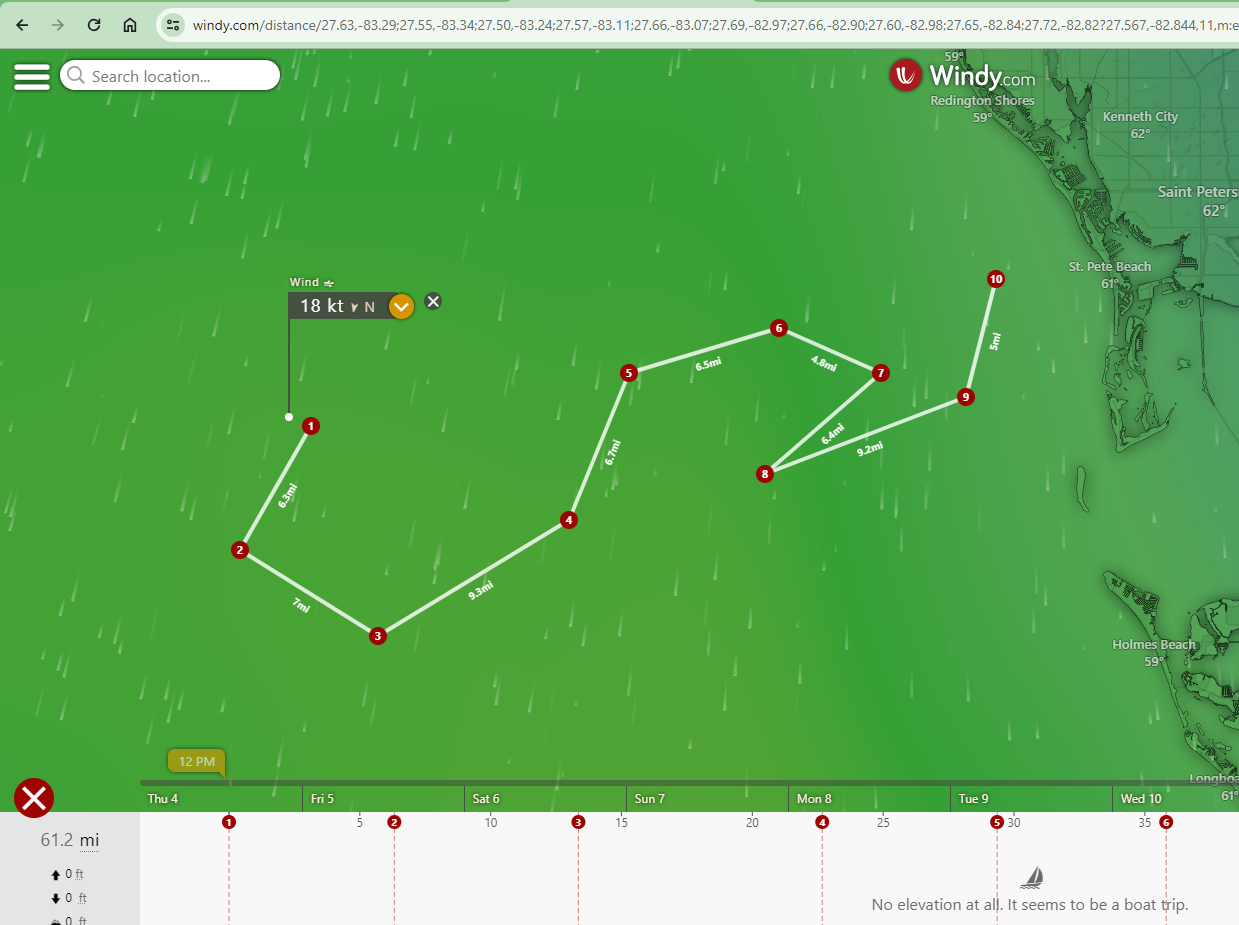 windy.com/distance/27.63,-83.29;27.55,-83.34;27.50,-83.24;27.57,-83.11;27.66,-83.07;27.69,-82.97;27.66,-82.90;27.60,-82.98;27.65,-82.84;27.72,-82.82?27.567,-82.844,11,m:e
Search location...
59°
Windy.com
Redington Shores
59°
Kenneth City
62°
Saint Peters
62°
St. Pete Beach
61°
Wind
18 kt N
10
6
5mi
6.5mi
4.8mi
5
7
9
1
6.4mi
9.2mi
6.7mi
8
6.3mi
4
2
9.3mi
7mi
3
Holmes Beach
59°
12 PM
Longboa
61°
Thu 4 Fri 5 Sat 6 Sun 7 Mon 8 Tue 9 Wed 10
1 5 2 10 3 15 20 4 25 5 30 35 6
61.2 mi
0 ft
0 ft
0 ft
No elevation at all. It seems to be a boat trip.